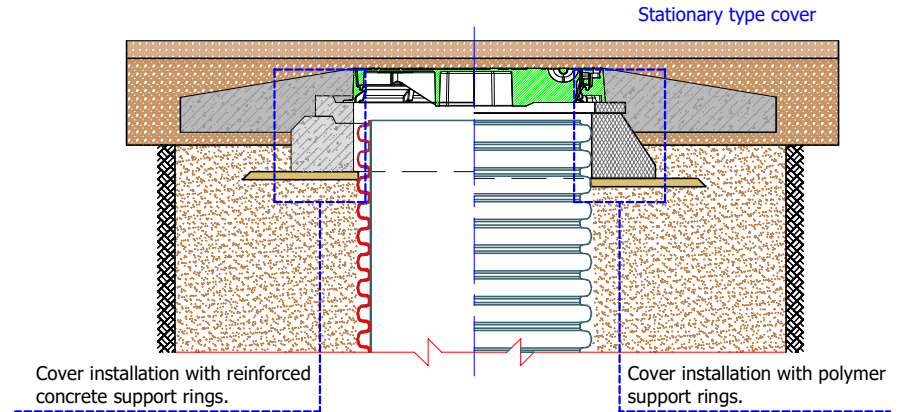 Stationary type cover
Cover installation with reinforced
concrete support rings.
Cover installation with polymer
support rings.